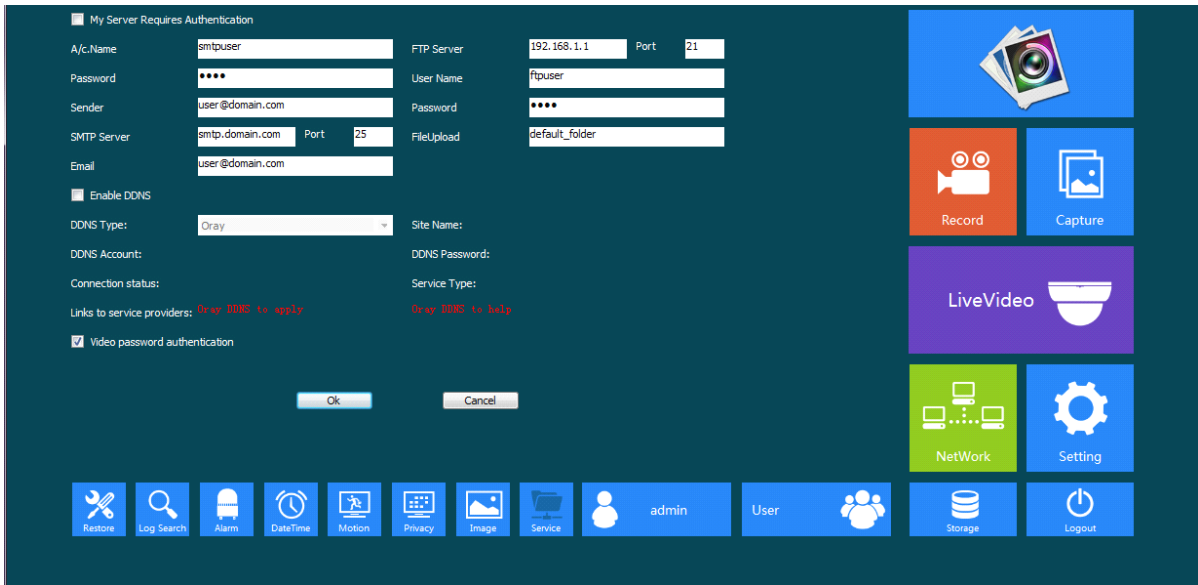 My Server Requires Authentication
A/c.Name smtpuser FTP Server 192.168.1.1 Port 21
Password •••• User Name ftpuser
Sender user@domain.com Password ••••
SMTP Server smtp.domain.com Port 25 FileUpload default_folder
Email user@domain.com
Enable DDNS
DDNS Type: Oray Site Name:
DDNS Account: DDNS Password:
Connection status: Service Type:
Links to service providers: Oray DDNS to apply Oray DDNS to help
Video password authentication
Ok Cancel
Record Capture
LiveVideo
NetWork Setting
Restore Log Search Alarm DateTime Motion Privacy Image Service admin User Storage Logout